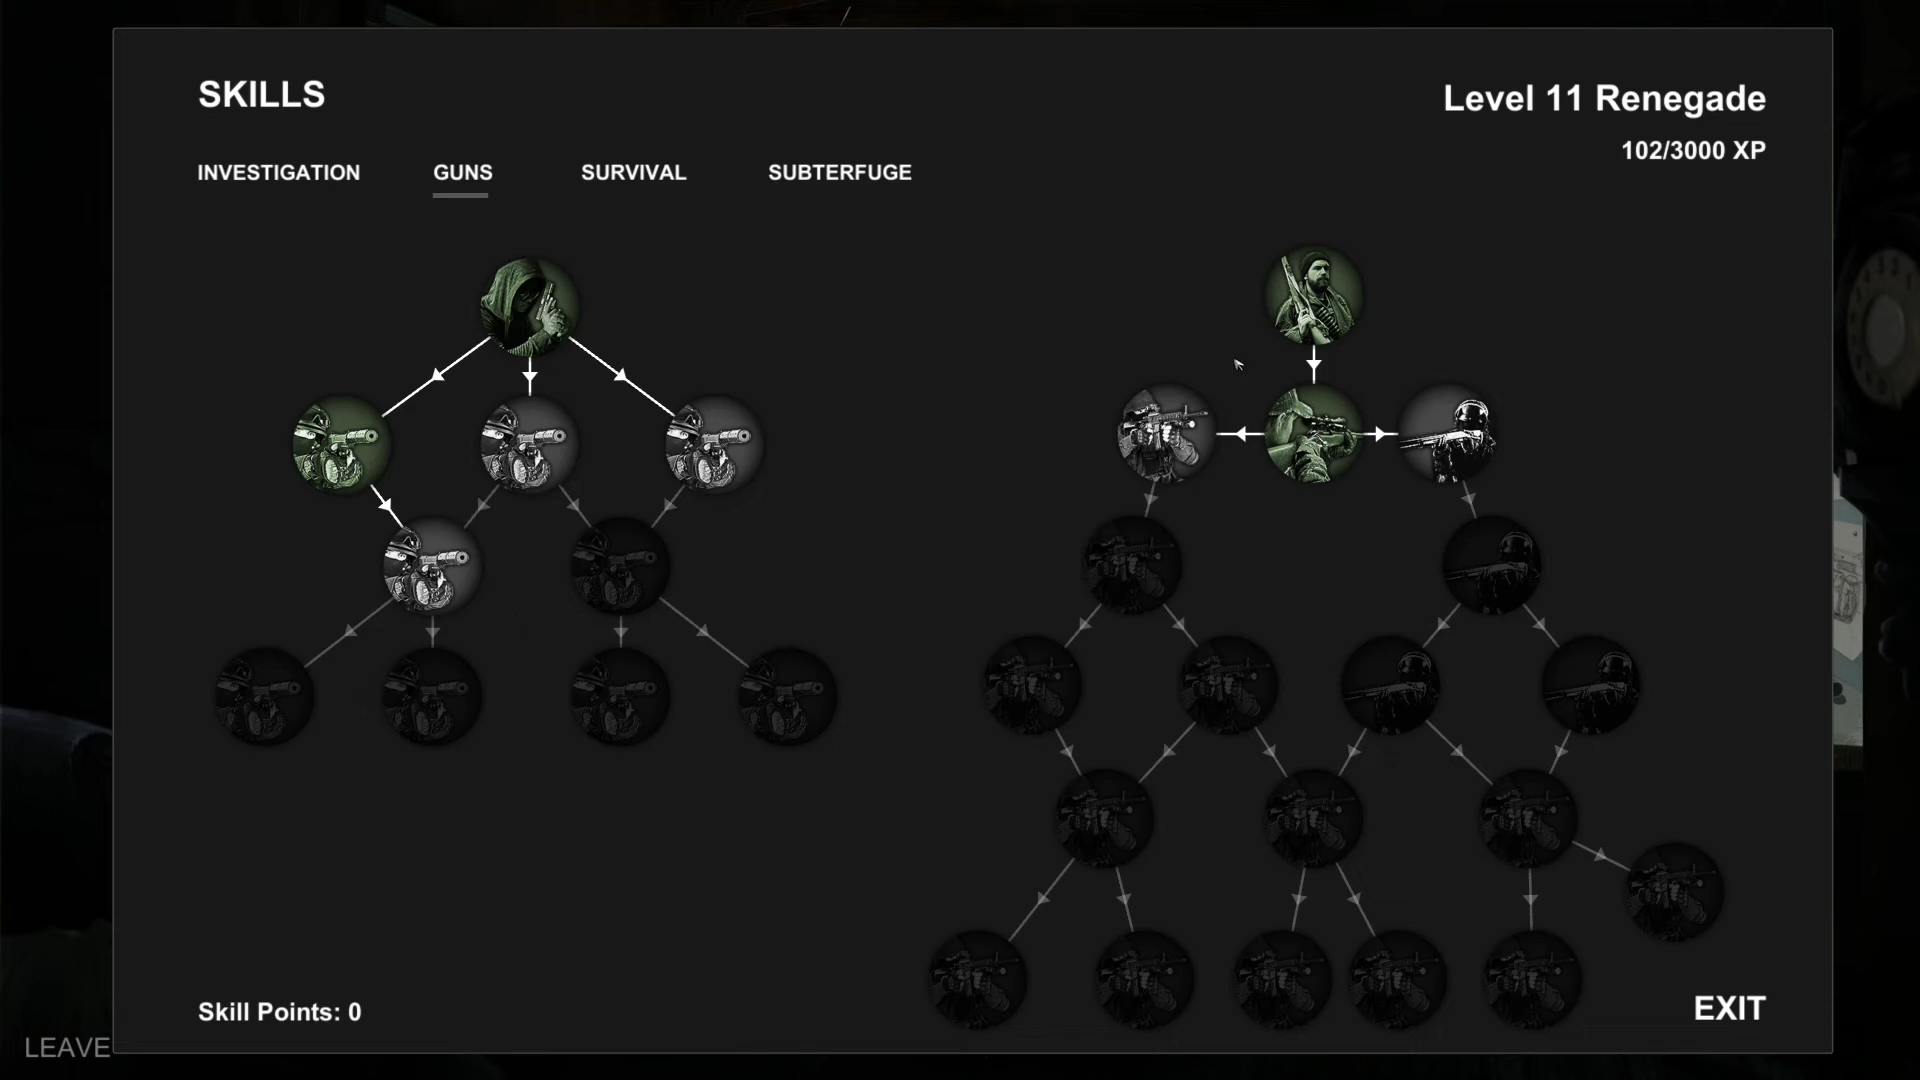 SKILLS
Level 11 Renegade
102/3000 XP
INVESTIGATION
GUNS
SURVIVAL
SUBTERFUGE
Skill Points: 0
EXIT
LEAVE